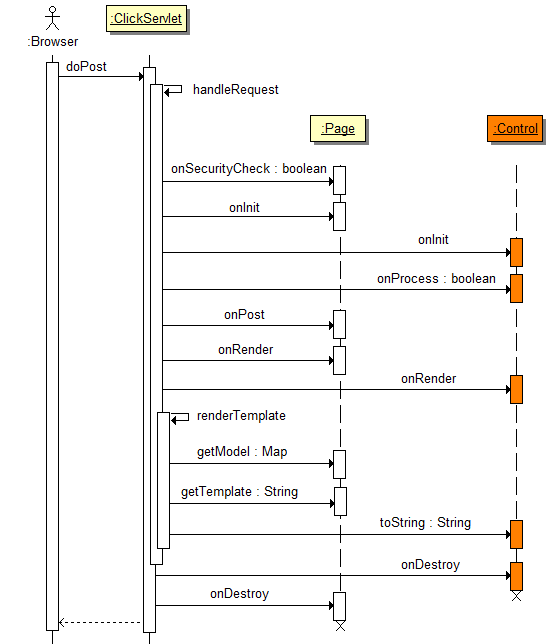 :ClickServlet
:Browser
doPost
handleRequest
:Page
:Control
onSecurityCheck : boolean
onInit
onInit
onProcess : boolean
onPost
onRender
onRender
renderTemplate
getModel : Map
getTemplate : String
toString : String
onDestroy
onDestroy